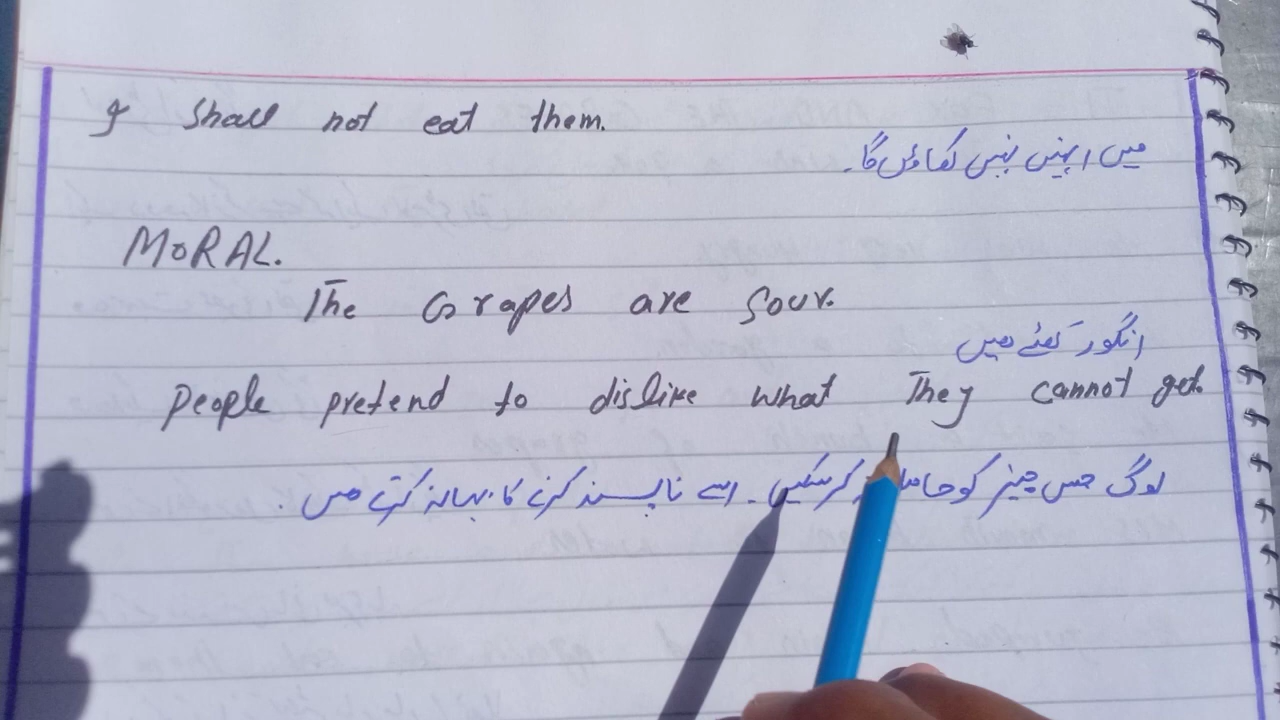 I shall not eat them.
میں انہیں نہیں کھاؤں گا۔
MORAL.
The Grapes are Sour.
انگور کھٹے ہیں
People pretend to dislike what They cannot get.
لوگ جس چیز کو کر سکیں۔ اسے ناپسند کرنے کا بہانہ کرتے ہیں۔